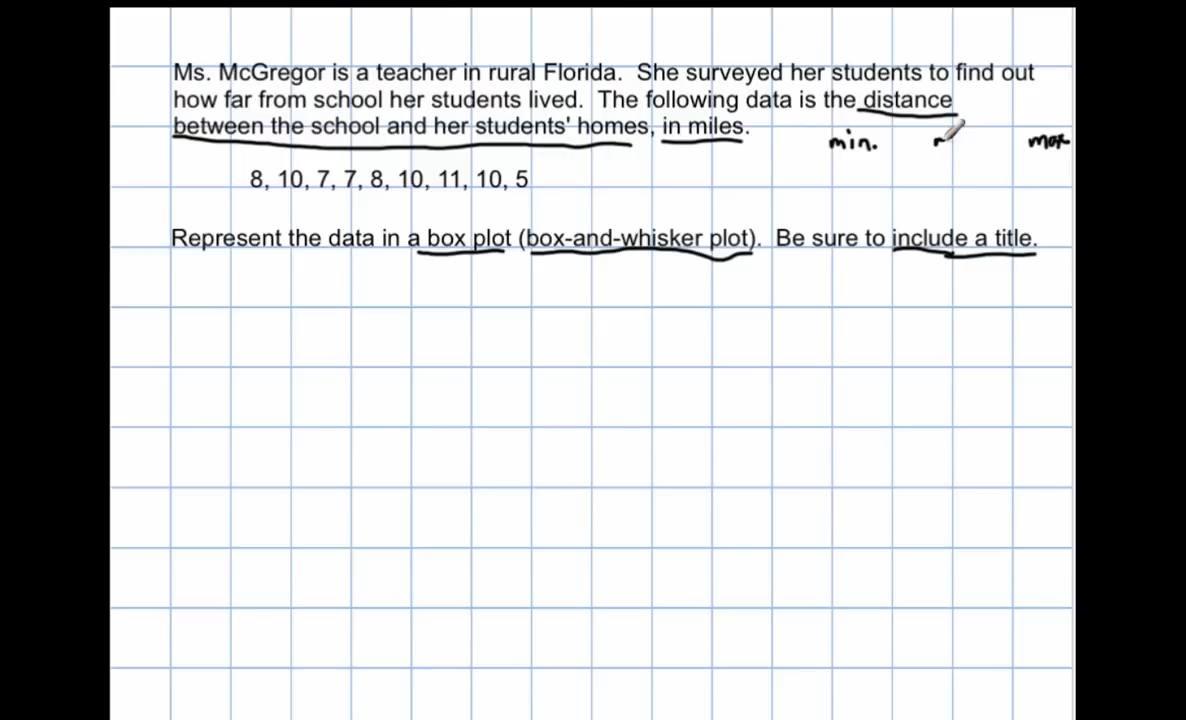 Ms. McGregor is a teacher in rural Florida. She surveyed her students to find out
how far from school her students lived. The following data is the distance
between the school and her students' homes, in miles.
min. max
8, 10, 7, 7, 8, 10, 11, 10, 5
Represent the data in a box plot (box-and-whisker plot). Be sure to include a title.